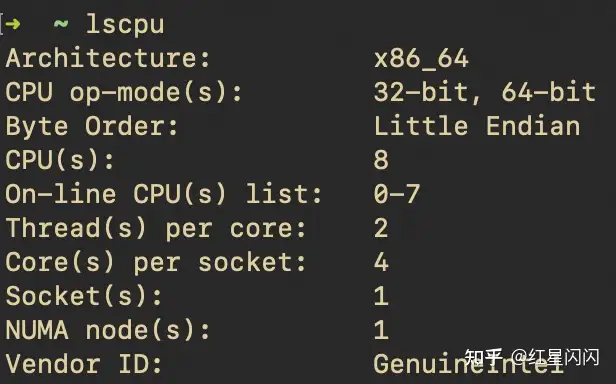 ➜ ~ lscpu
Architecture: x86_64
CPU op-mode(s): 32-bit, 64-bit
Byte Order: Little Endian
CPU(s): 8
On-line CPU(s) list: 0-7
Thread(s) per core: 2
Core(s) per socket: 4
Socket(s): 1
NUMA node(s): 1
Vendor ID: GenuineIntel
知乎 @红星闪闪